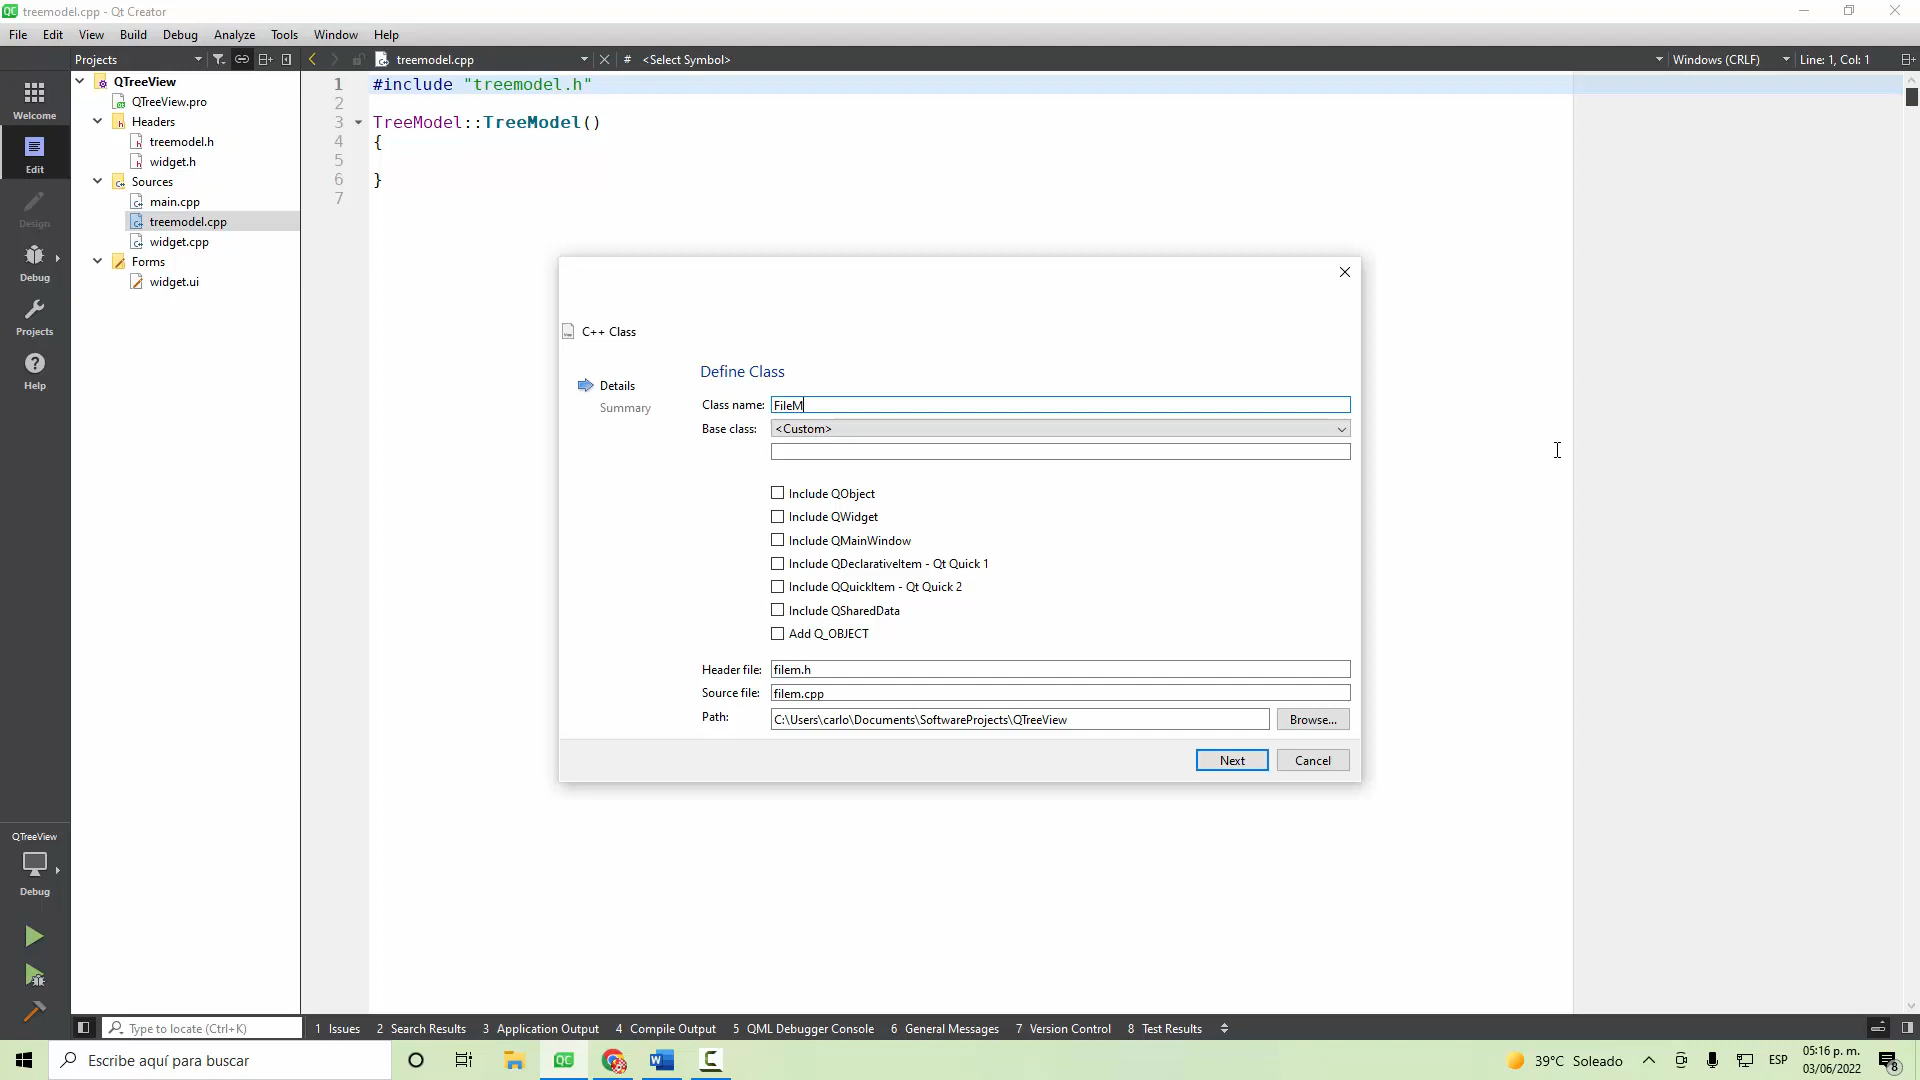 QC treemodel.cpp - Qt Creator
File Edit View Build Debug Analyze Tools Window Help
Projects treemodel.cpp # <Select Symbol> Windows (CRLF) Line: 1, Col: 1
QTreeView
QTreeView.pro
Headers
treemodel.h
widget.h
Sources
main.cpp
treemodel.cpp
widget.cpp
Forms
widget.ui
Welcome
Edit
Design
Debug
Projects
Help
QTreeView
Debug
1 #include "treemodel.h"
2
3 TreeModel::TreeModel()
4 {
5
6 }
7
C++ Class
Details
Summary
Define Class
Class name: FileM
Base class: <Custom>
Include QObject
Include QWidget
Include QMainWindow
Include QDeclarativeItem - Qt Quick 1
Include QQuickItem - Qt Quick 2
Include QSharedData
Add Q_OBJECT
Header file: filem.h
Source file: filem.cpp
Path: C:\Users\carlo\Documents\SoftwareProjects\QTreeView Browse...
Next Cancel
Type to locate (Ctrl+K) 1 Issues 2 Search Results 3 Application Output 4 Compile Output 5 QML Debugger Console 6 General Messages 7 Version Control 8 Test Results
Escribe aquí para buscar QC 39°C Soleado ESP 05:16 p. m.
03/06/2022 8